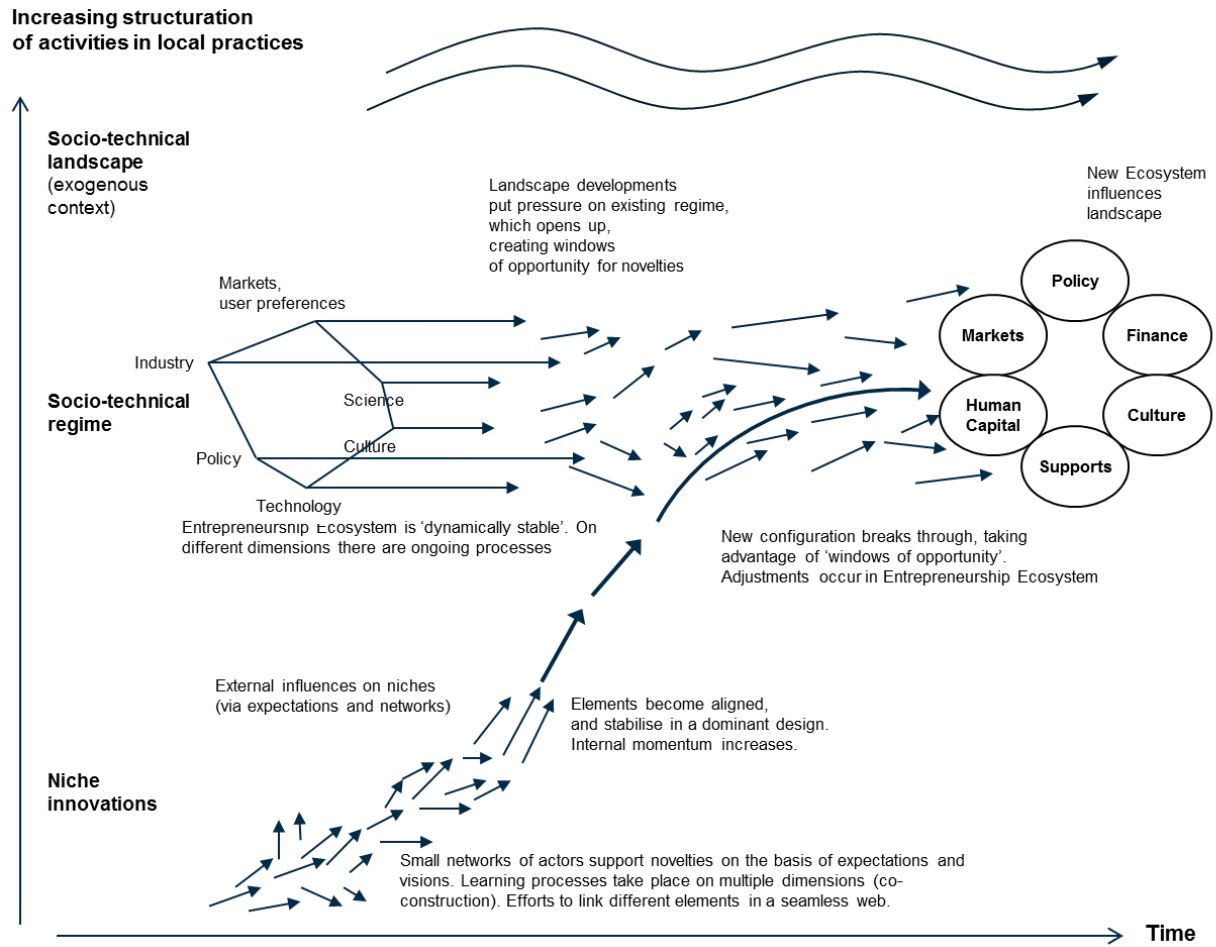 Increasing structuration
of activities in local practices
Socio-technical
landscape
(exogenous
context)
Landscape developments
put pressure on existing regime,
which opens up,
creating windows
of opportunity for novelties
New Ecosystem
influences
landscape
Markets,
user preferences
Industry
Science
Socio-technical
regime
Culture
Policy
Technology
Entrepreneurship Ecosystem is ‘dynamically stable’. On
different dimensions there are ongoing processes
Policy
Markets
Finance
Human
Capital
Culture
Supports
New configuration breaks through, taking
advantage of ‘windows of opportunity’.
Adjustments occur in Entrepreneurship Ecosystem
External influences on niches
(via expectations and networks)
Elements become aligned,
and stabilise in a dominant design.
Internal momentum increases.
Niche
innovations
Small networks of actors support novelties on the basis of expectations and
visions. Learning processes take place on multiple dimensions (co-
construction). Efforts to link different elements in a seamless web.
Time